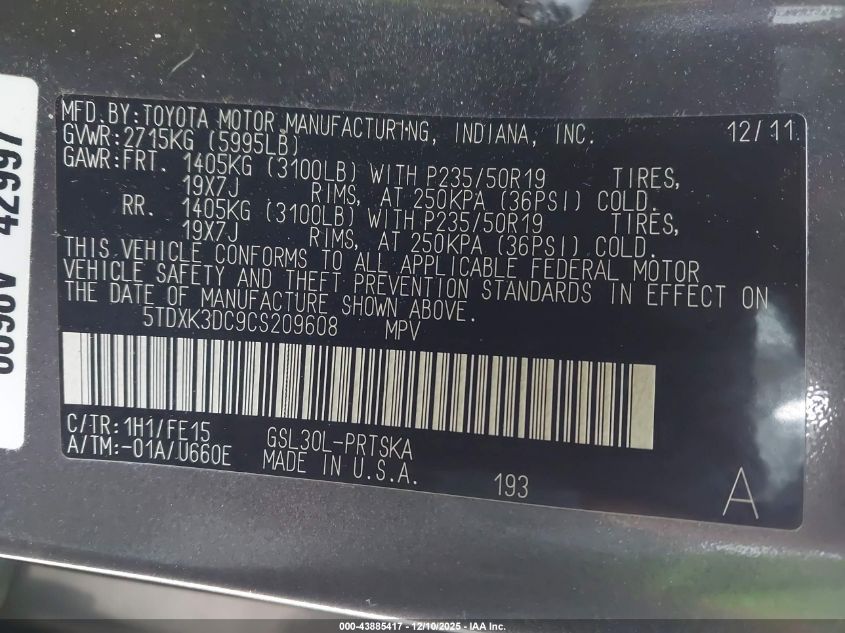 MFD.BY:TOYOTA MOTOR MANUFACTURING, INDIANA, INC. 12/11
GVWR:2715KG (5995LB)
GAWR:FRT. 1405KG (3100LB) WITH P235/50R19 TIRES,
19X7J RIMS, AT 250KPA (36PSI) COLD.
RR. 1405KG (3100LB) WITH P235/50R19 TIRES,
19X7J RIMS, AT 250KPA (36PSI) COLD.
THIS VEHICLE CONFORMS TO ALL APPLICABLE FEDERAL MOTOR
VEHICLE SAFETY AND THEFT PREVENTION STANDARDS IN EFFECT ON
THE DATE OF MANUFACTURE SHOWN ABOVE.
5TDXK3DC9CS209608 MPV
C/TR:1H1/FE15 GSL30L-PRTSKA
A/TM:-01A/U660E MADE IN U.S.A.
193 A
42997
000-43885417 - 12/10/2025 - IAA Inc.